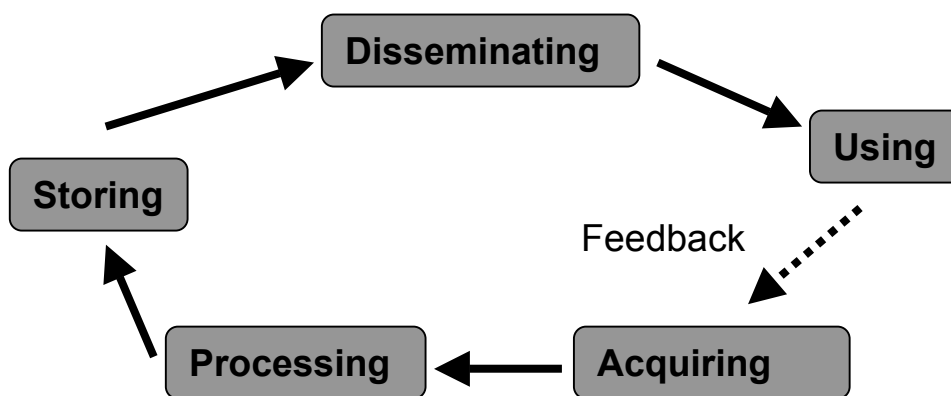 Disseminating
Using
Storing
Feedback
Processing
Acquiring